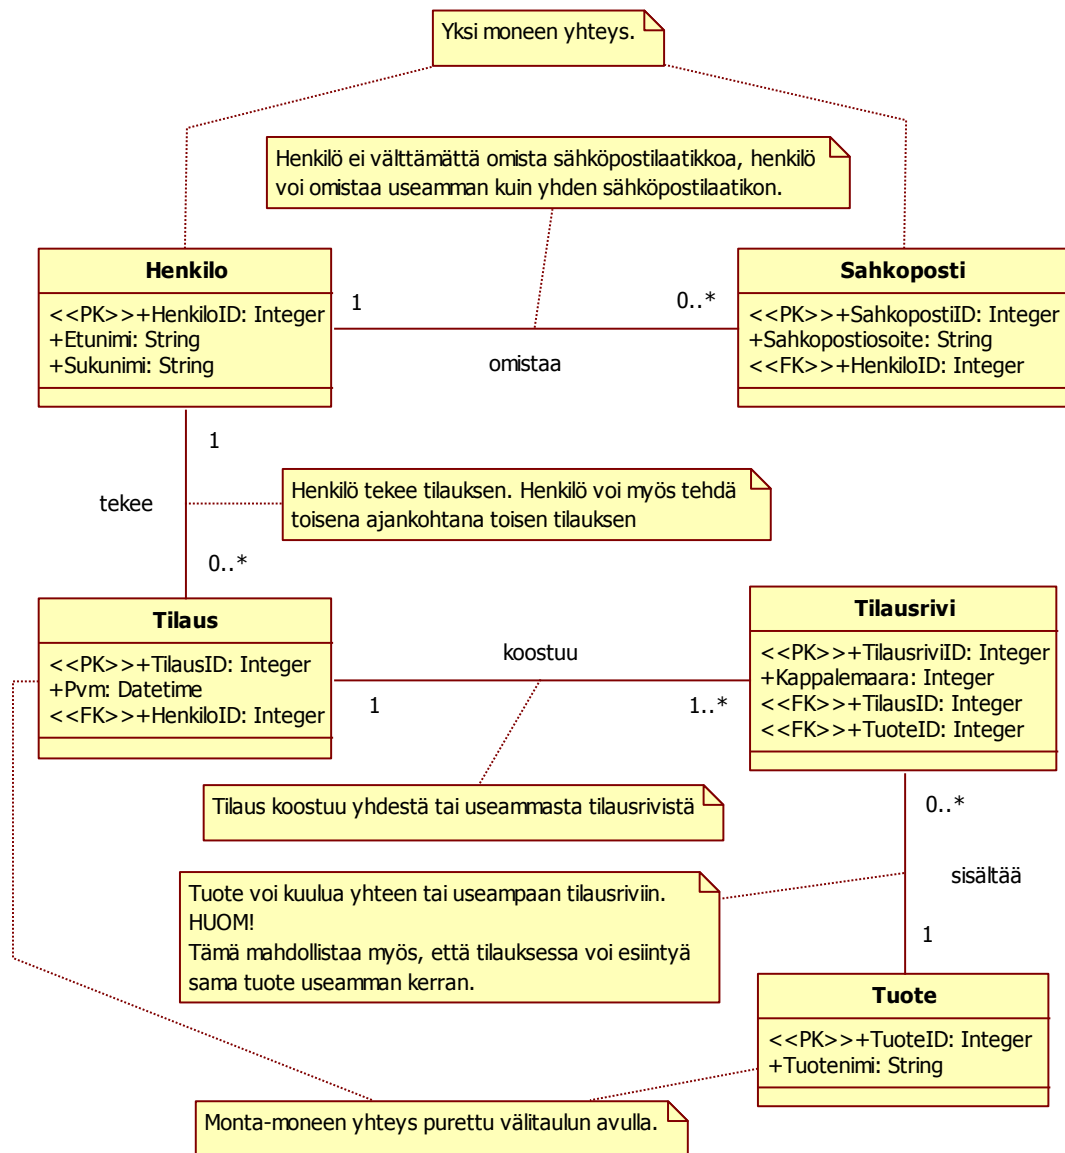 Yksi moneen yhteys.
Henkilö ei välttämättä omista sähköpostilaatikkoa, henkilö
voi omistaa useamman kuin yhden sähköpostilaatikon.
Henkilo
<<PK>>+HenkiloID: Integer
+Etunimi: String
+Sukunimi: String
1
0..*
omistaa
Sahkoposti
<<PK>>+SahkopostiID: Integer
+Sahkopostiosoite: String
<<FK>>+HenkiloID: Integer
1
tekee
0..*
Henkilö tekee tilauksen. Henkilö voi myös tehdä
toisena ajankohtana toisen tilauksen
Tilaus
<<PK>>+TilausID: Integer
+Pvm: Datetime
<<FK>>+HenkiloID: Integer
koostuu
1
1..*
Tilausrivi
<<PK>>+TilausriviID: Integer
+Kappalemaara: Integer
<<FK>>+TilausID: Integer
<<FK>>+TuoteID: Integer
Tilaus koostuu yhdestä tai useammasta tilausrivistä
0..*
sisältää
1
Tuote voi kuulua yhteen tai useampaan tilausriviin.
HUOM!
Tämä mahdollistaa myös, että tilauksessa voi esiintyä
sama tuote useamman kerran.
Tuote
<<PK>>+TuoteID: Integer
+Tuotenimi: String
Monta-moneen yhteys purettu välitaulun avulla.